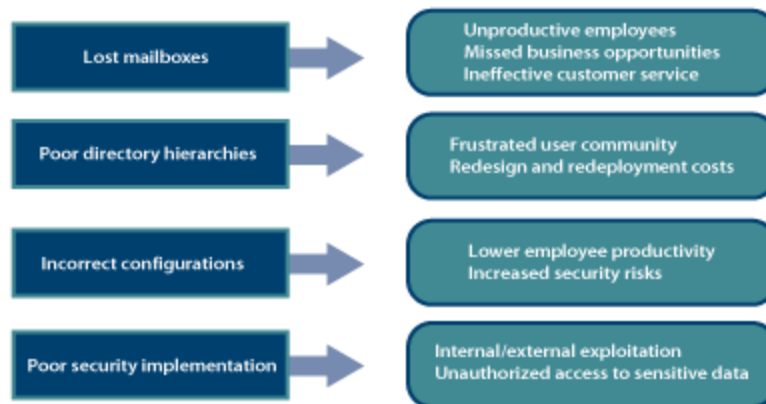 Lost mailboxes
Unproductive employees
Missed business opportunities
Ineffective customer service
Poor directory hierarchies
Frustrated user community
Redesign and redeployment costs
Incorrect configurations
Lower employee productivity
Increased security risks
Poor security implementation
Internal/external exploitation
Unauthorized access to sensitive data